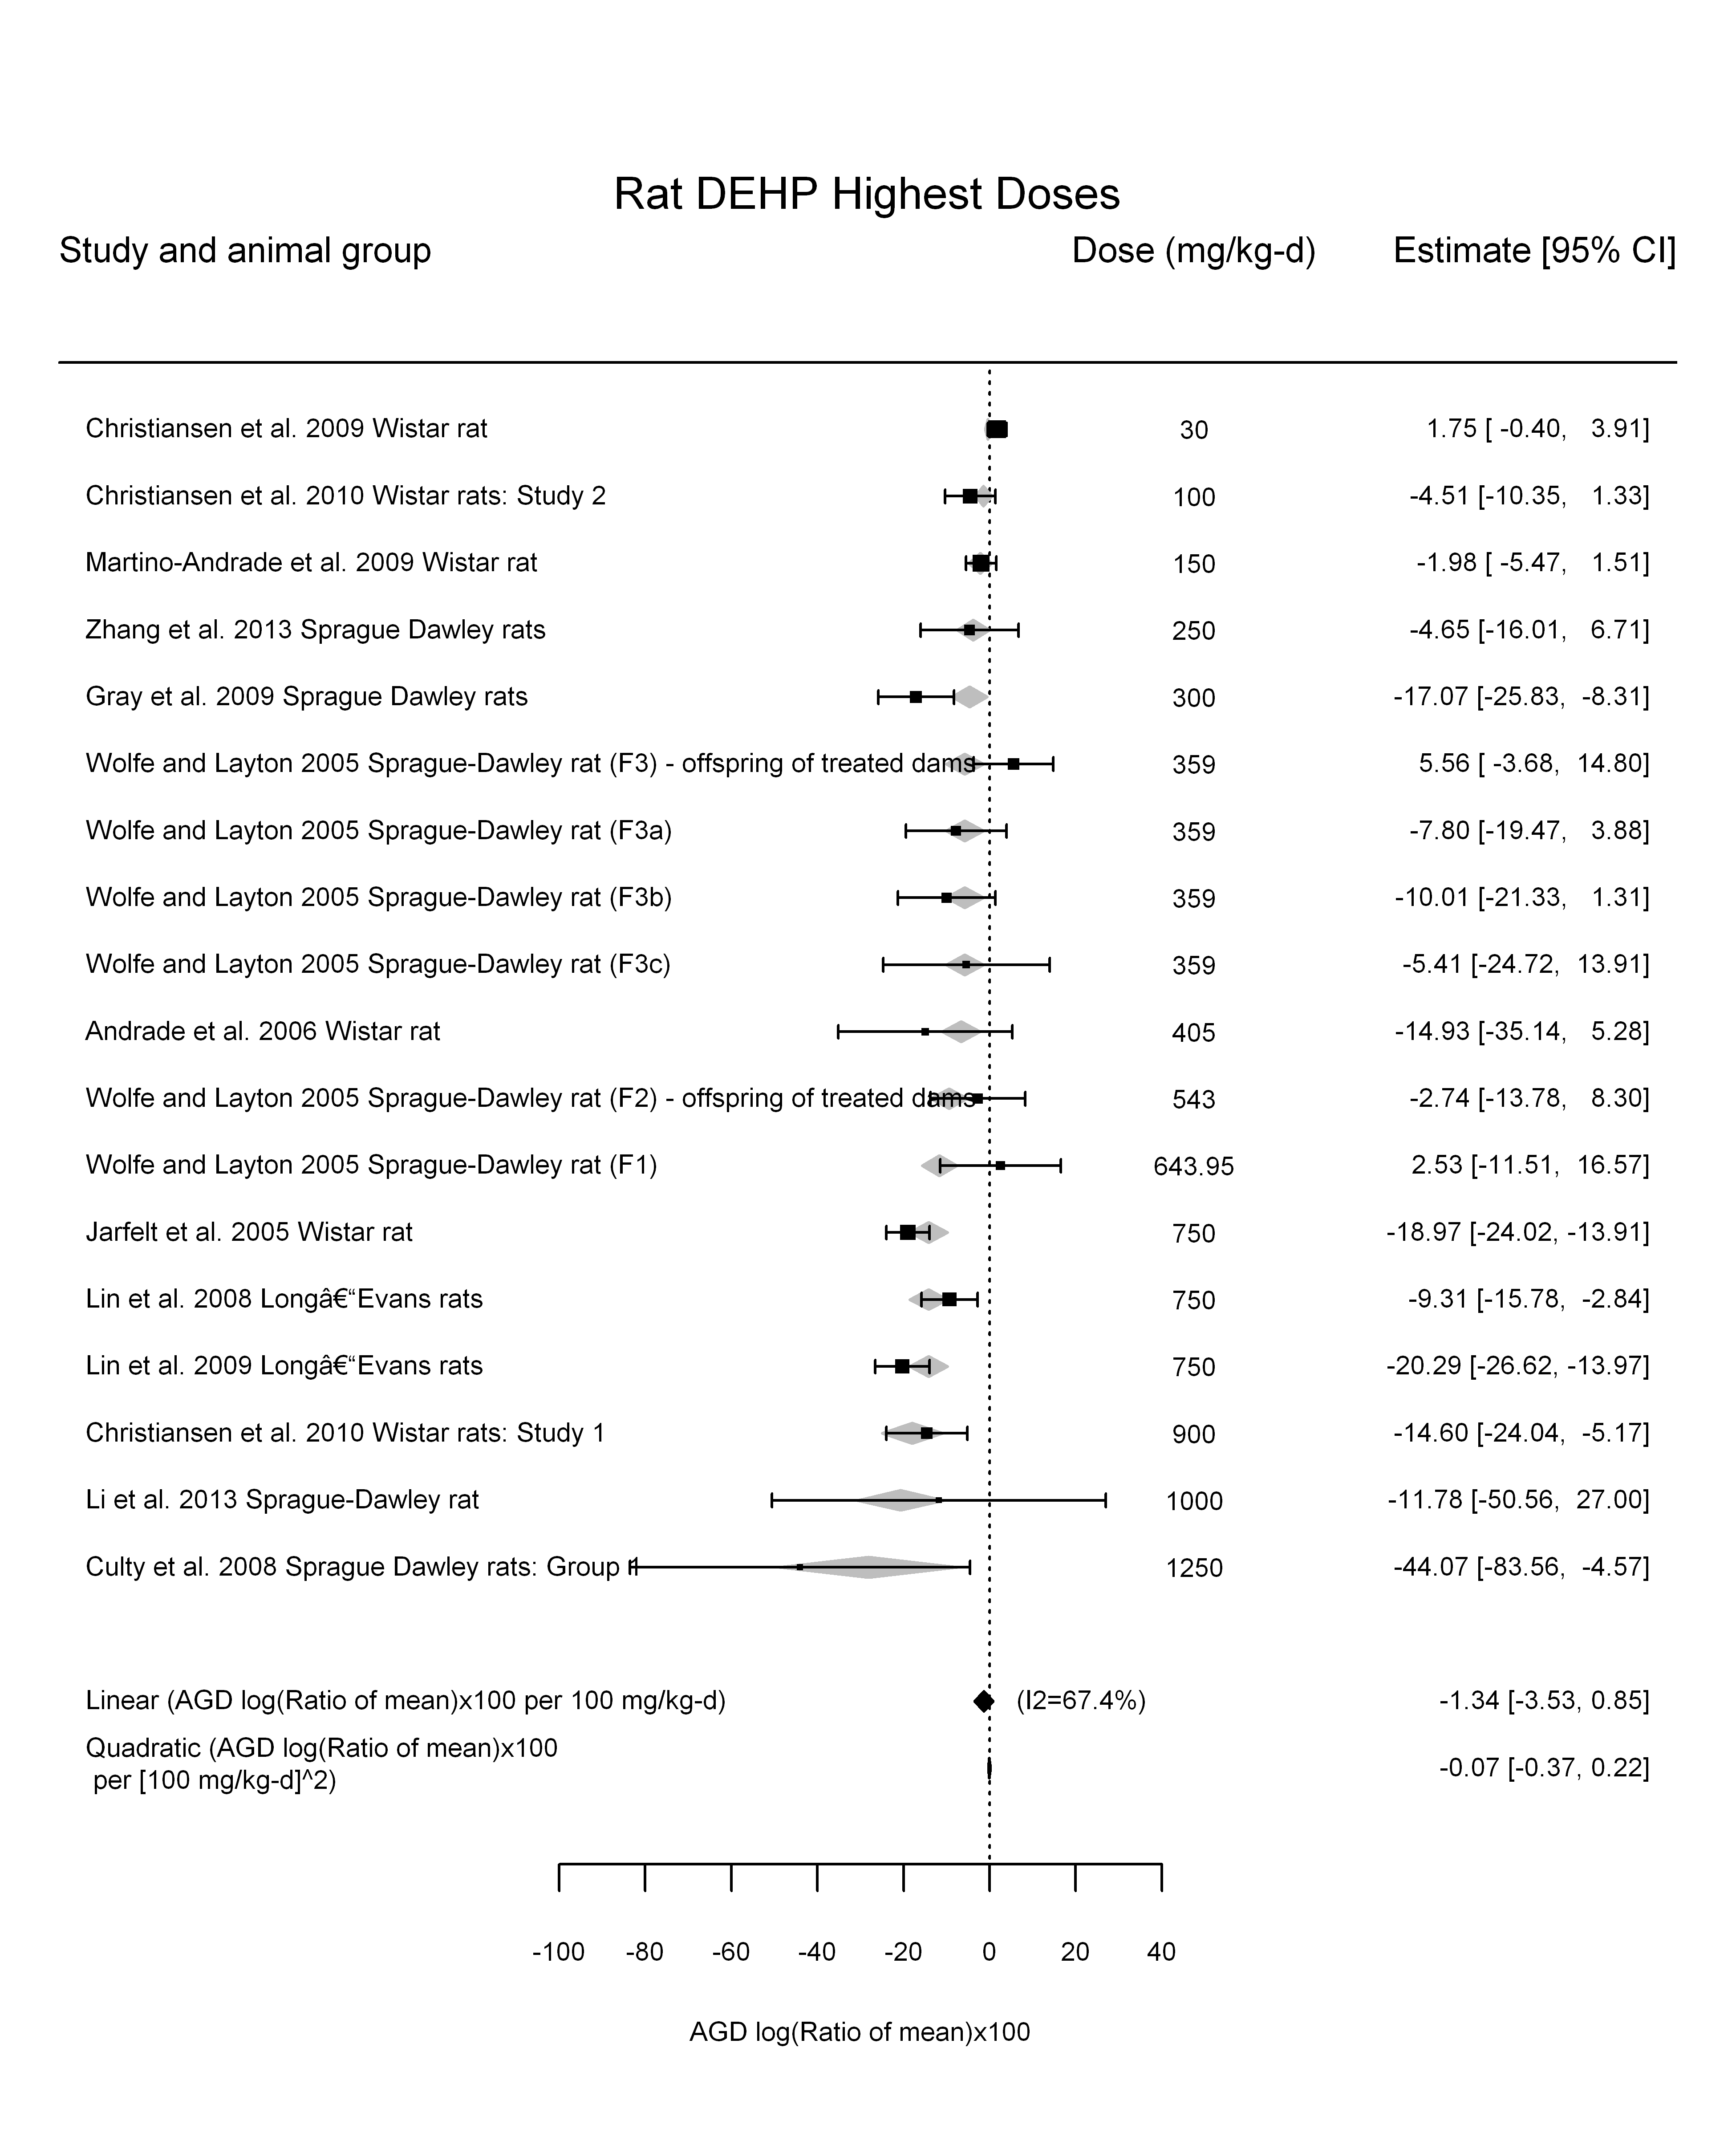 Rat DEHP Highest Doses
Study and animal group Dose (mg/kg-d) Estimate [95% CI]
Christiansen et al. 2009 Wistar rat 30 1.75 [ -0.40, 3.91]
Christiansen et al. 2010 Wistar rats: Study 2 100 -4.51 [-10.35, 1.33]
Martino-Andrade et al. 2009 Wistar rat 150 -1.98 [ -5.47, 1.51]
Zhang et al. 2013 Sprague Dawley rats 250 -4.65 [-16.01, 6.71]
Gray et al. 2009 Sprague Dawley rats 300 -17.07 [-25.83, -8.31]
Wolfe and Layton 2005 Sprague-Dawley rat (F3) - offspring of treated dams 359 5.56 [ -3.68, 14.80]
Wolfe and Layton 2005 Sprague-Dawley rat (F3a) 359 -7.80 [-19.47, 3.88]
Wolfe and Layton 2005 Sprague-Dawley rat (F3b) 359 -10.01 [-21.33, 1.31]
Wolfe and Layton 2005 Sprague-Dawley rat (F3c) 359 -5.41 [-24.72, 13.91]
Andrade et al. 2006 Wistar rat 405 -14.93 [-35.14, 5.28]
Wolfe and Layton 2005 Sprague-Dawley rat (F2) - offspring of treated dams 543 -2.74 [-13.78, 8.30]
Wolfe and Layton 2005 Sprague-Dawley rat (F1) 643.95 2.53 [-11.51, 16.57]
Jarfelt et al. 2005 Wistar rat 750 -18.97 [-24.02, -13.91]
Lin et al. 2008 Longâ€“Evans rats 750 -9.31 [-15.78, -2.84]
Lin et al. 2009 Longâ€“Evans rats 750 -20.29 [-26.62, -13.97]
Christiansen et al. 2010 Wistar rats: Study 1 900 -14.60 [-24.04, -5.17]
Li et al. 2013 Sprague-Dawley rat 1000 -11.78 [-50.56, 27.00]
Culty et al. 2008 Sprague Dawley rats: Group 1 1250 -44.07 [-83.56, -4.57]
Linear (AGD log(Ratio of mean)x100 per 100 mg/kg-d) (I2=67.4%) -1.34 [-3.53, 0.85]
Quadratic (AGD log(Ratio of mean)x100
per [100 mg/kg-d]^2) -0.07 [-0.37, 0.22]
-100 -80 -60 -40 -20 0 20 40
AGD log(Ratio of mean)x100